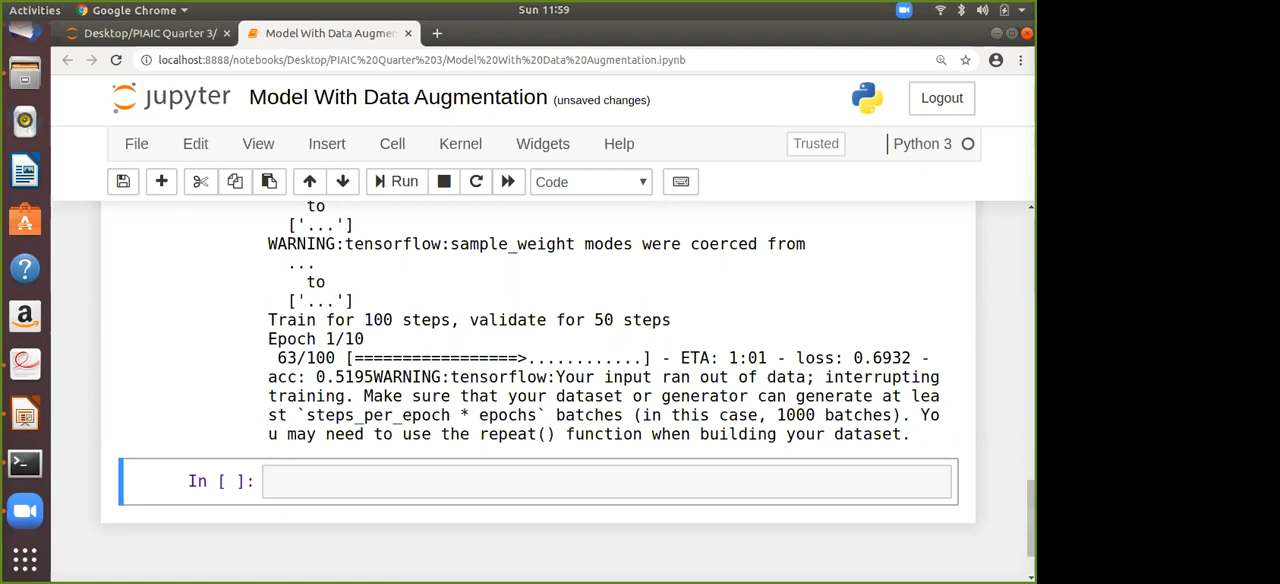 Activities
Google Chrome
Sun 11:59
Desktop/PIAIC Quarter 3/
Model With Data Augmen
localhost:8888/notebooks/Desktop/PIAIC%20Quarter%203/Model%20With%20Data%20Augmentation.ipynb
jupyter
Model With Data Augmentation (unsaved changes)
Logout
File Edit View Insert Cell Kernel Widgets Help
Trusted
Python 3
Run
Code
to
['...']
WARNING:tensorflow:sample_weight modes were coerced from
...
to
['...']
Train for 100 steps, validate for 50 steps
Epoch 1/10
63/100 [=================>............] - ETA: 1:01 - loss: 0.6932 -
acc: 0.5195WARNING:tensorflow:Your input ran out of data; interrupting
training. Make sure that your dataset or generator can generate at lea
st `steps_per_epoch * epochs` batches (in this case, 1000 batches). Yo
u may need to use the repeat() function when building your dataset.
In [ ]: